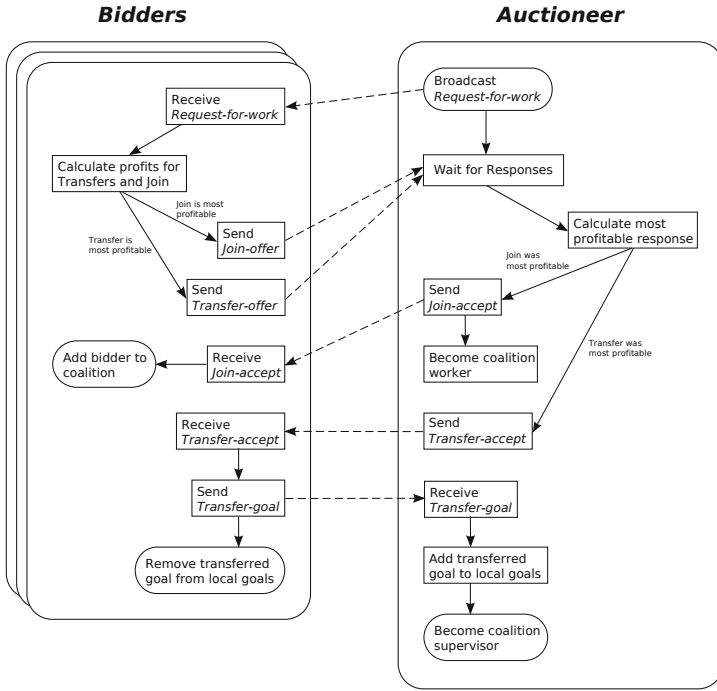 Bidders
Auctioneer
Receive
Request-for-work
Calculate profits for
Transfers and Join
Join is most
profitable
Transfer is
most profitable
Send
Join-offer
Send
Transfer-offer
Add bidder to
coalition
Receive
Join-accept
Receive
Transfer-accept
Send
Transfer-goal
Remove transferred
goal from local goals
Broadcast
Request-for-work
Wait for Responses
Calculate most
profitable response
Join was
most profitable
Send
Join-accept
Transfer was
most profitable
Become coalition
worker
Send
Transfer-accept
Receive
Transfer-goal
Add transferred
goal to local goals
Become coalition
supervisor